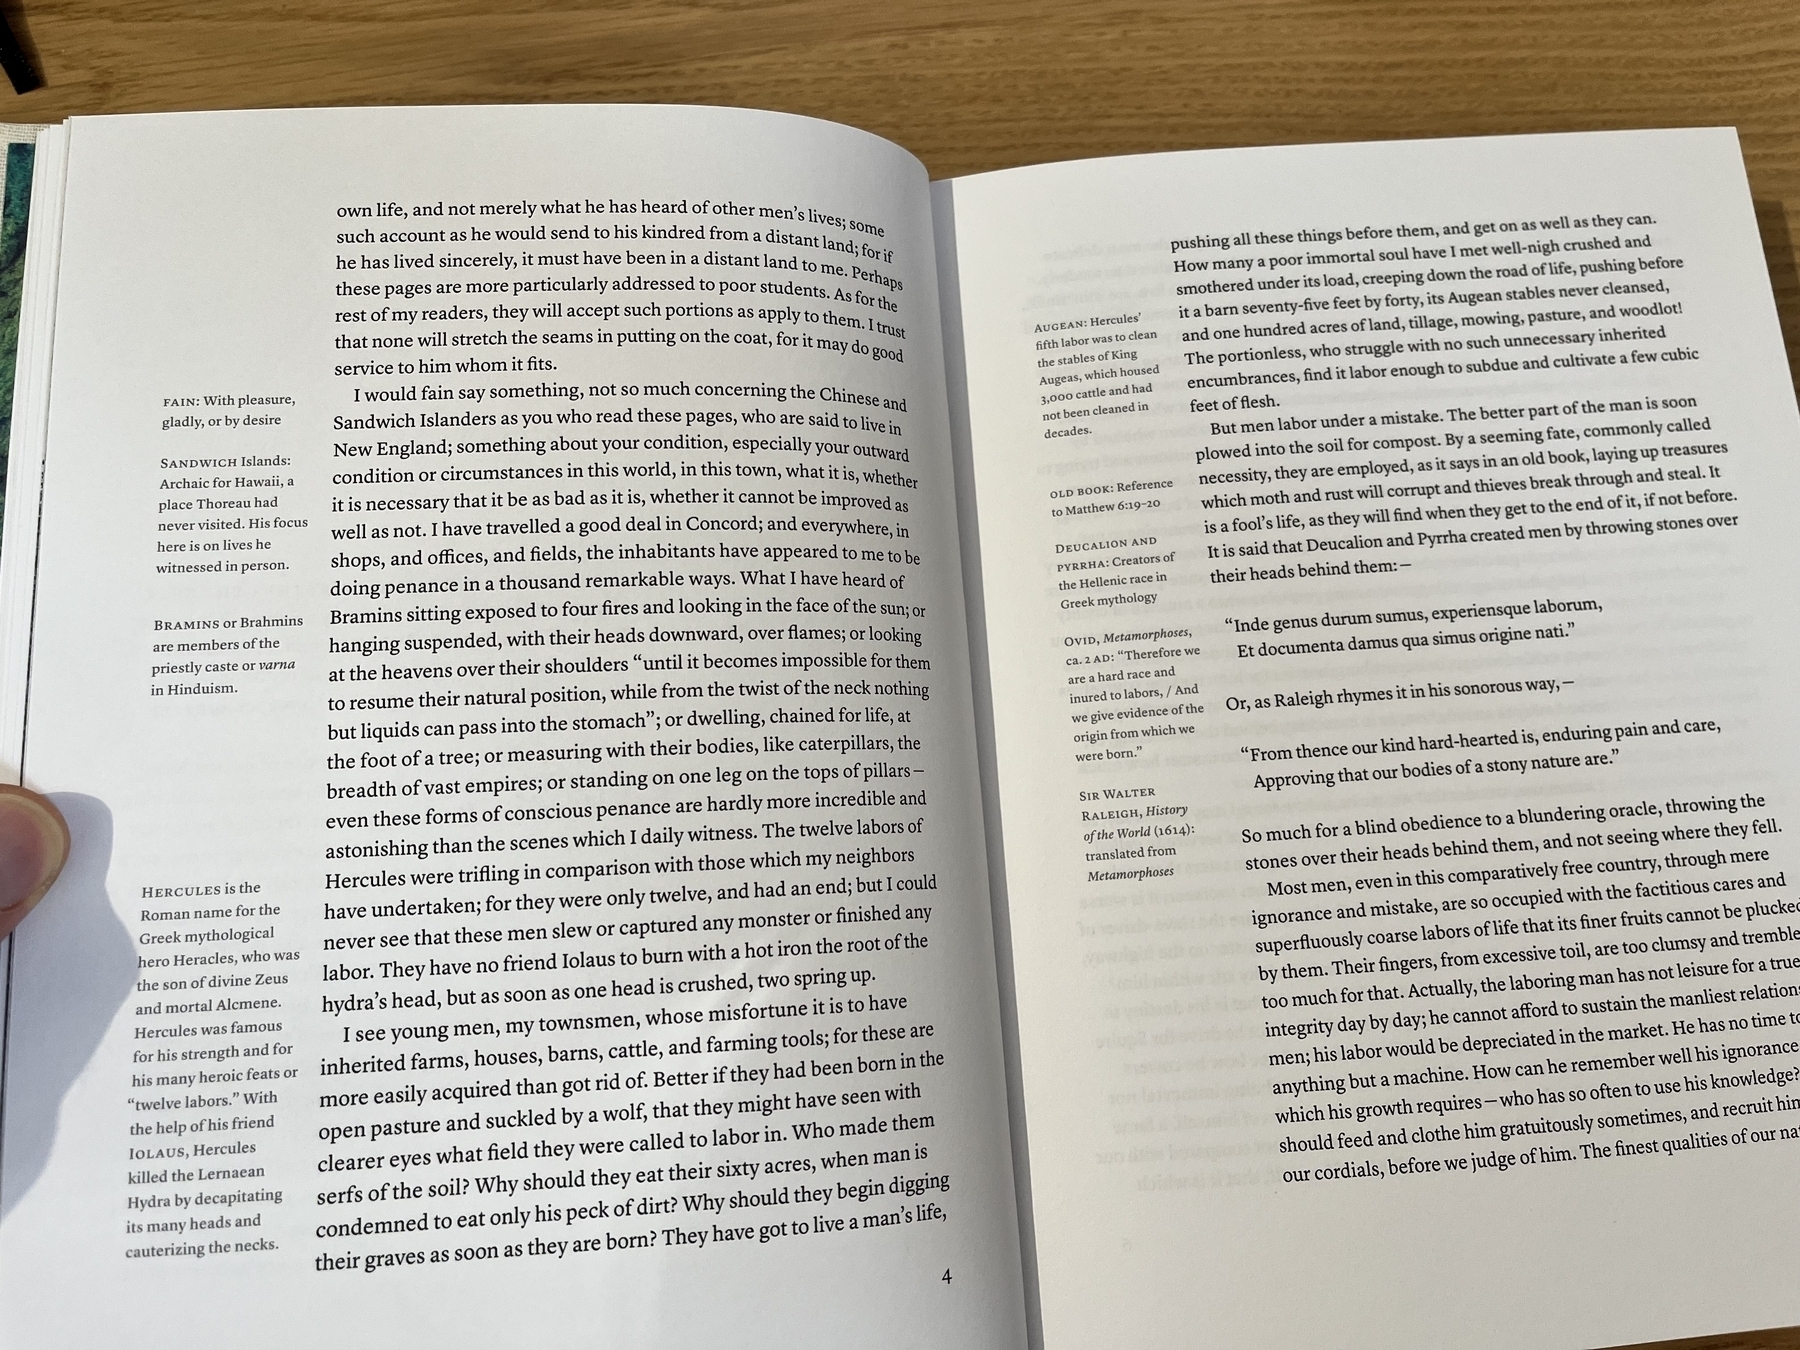 own life, and not merely what he has heard of other men's lives; some
such account as he would send to his kindred from a distant land; for if
he has lived sincerely, it must have been in a distant land to me. Perhaps
these pages are more particularly addressed to poor students. As for the
rest of my readers, they will accept such portions as apply to them. I trust
that none will stretch the seams in putting on the coat, for it may do good
service to him whom it fits.
I would fain say something, not so much concerning the Chinese and
Sandwich Islanders as you who read these pages, who are said to live in
New England; something about your condition, especially your outward
condition or circumstances in this world, in this town, what it is, whether
it is necessary that it be as bad as it is, whether it cannot be improved as
well as not. I have travelled a good deal in Concord; and everywhere, in
shops, and offices, and fields, the inhabitants have appeared to me to be
doing penance in a thousand remarkable ways. What I have heard of
Bramins sitting exposed to four fires and looking in the face of the sun; or
hanging suspended, with their heads downward, over flames; or looking
at the heavens over their shoulders “until it becomes impossible for them
to resume their natural position, while from the twist of the neck nothing
but liquids can pass into the stomach”; or dwelling, chained for life, at
the foot of a tree; or measuring with their bodies, like caterpillars, the
breadth of vast empires; or standing on one leg on the tops of pillars—
even these forms of conscious penance are hardly more incredible and
astonishing than the scenes which I daily witness. The twelve labors of
Hercules were trifling in comparison with those which my neighbors
have undertaken; for they were only twelve, and had an end; but I could
never see that these men slew or captured any monster or finished any
labor. They have no friend Iolaus to burn with a hot iron the root of the
hydra's head, but as soon as one head is crushed, two spring up.
I see young men, my townsmen, whose misfortune it is to have
inherited farms, houses, barns, cattle, and farming tools; for these are
more easily acquired than got rid of. Better if they had been born in the
open pasture and suckled by a wolf, that they might have seen with
clearer eyes what field they were called to labor in. Who made them
serfs of the soil? Why should they eat their sixty acres, when man is
condemned to eat only his peck of dirt? Why should they begin digging
their graves as soon as they are born? They have got to live a man's life,
FAIN: With pleasure,
gladly, or by desire
SANDWICH Islands:
Archaic for Hawaii, a
place Thoreau had
never visited. His focus
here is on lives he
witnessed in person.
BRAMINS or Brahmins
are members of the
priestly caste or varna
in Hinduism.
HERCULES is the
Roman name for the
Greek mythological
hero Heracles, who was
the son of divine Zeus
and mortal Alcmene.
Hercules was famous
for his strength and for
his many heroic feats or
“twelve labors.” With
the help of his friend
IOLAUS, Hercules
killed the Lernaean
Hydra by decapitating
its many heads and
cauterizing the necks.
4
pushing all these things before them, and get on as well as they can.
How many a poor immortal soul have I met well-nigh crushed and
smothered under its load, creeping down the road of life, pushing before
it a barn seventy-five feet by forty, its Augean stables never cleansed,
and one hundred acres of land, tillage, mowing, pasture, and woodlot!
The portionless, who struggle with no such unnecessary inherited
encumbrances, find it labor enough to subdue and cultivate a few cubic
feet of flesh.
But men labor under a mistake. The better part of the man is soon
plowed into the soil for compost. By a seeming fate, commonly called
necessity, they are employed, as it says in an old book, laying up treasures
which moth and rust will corrupt and thieves break through and steal. It
is a fool's life, as they will find when they get to the end of it, if not before.
It is said that Deucalion and Pyrrha created men by throwing stones over
their heads behind them:—
“Inde genus durum sumus, experiensque laborum,
Et documenta damus qua simus origine nati.”
Or, as Raleigh rhymes it in his sonorous way,—
“From thence our kind hard-hearted is, enduring pain and care,
Approving that our bodies of a stony nature are.”
So much for a blind obedience to a blundering oracle, throwing the
stones over their heads behind them, and not seeing where they fell.
Most men, even in this comparatively free country, through mere
ignorance and mistake, are so occupied with the factitious cares and
superfluously coarse labors of life that its finer fruits cannot be plucked
by them. Their fingers, from excessive toil, are too clumsy and tremble
too much for that. Actually, the laboring man has not leisure for a true
integrity day by day; he cannot afford to sustain the manliest relations
men; his labor would be depreciated in the market. He has no time to
anything but a machine. How can he remember well his ignorance
which his growth requires—who has so often to use his knowledge?
should feed and clothe him gratuitously sometimes, and recruit him
our cordials, before we judge of him. The finest qualities of our
AUGEAN: Hercules'
fifth labor was to clean
the stables of King
Augeas, which housed
3,000 cattle and had
not been cleaned in
decades.
OLD BOOK: Reference
to Matthew 6:19–20
DEUCALION AND
PYRRHA: Creators of
the Hellenic race in
Greek mythology
OVID, Metamorphoses,
ca. 2 AD: “Therefore we
are a hard race and
inured to labors, / And
we give evidence of the
origin from which we
were born.”
SIR WALTER
RALEIGH, History
of the World (1614):
translated from
Metamorphoses